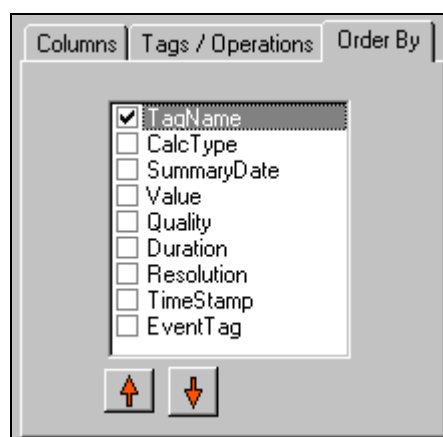 Columns Tags / Operations Order By
TagName
CalcType
SummaryDate
Value
Quality
Duration
Resolution
TimeStamp
EventTag